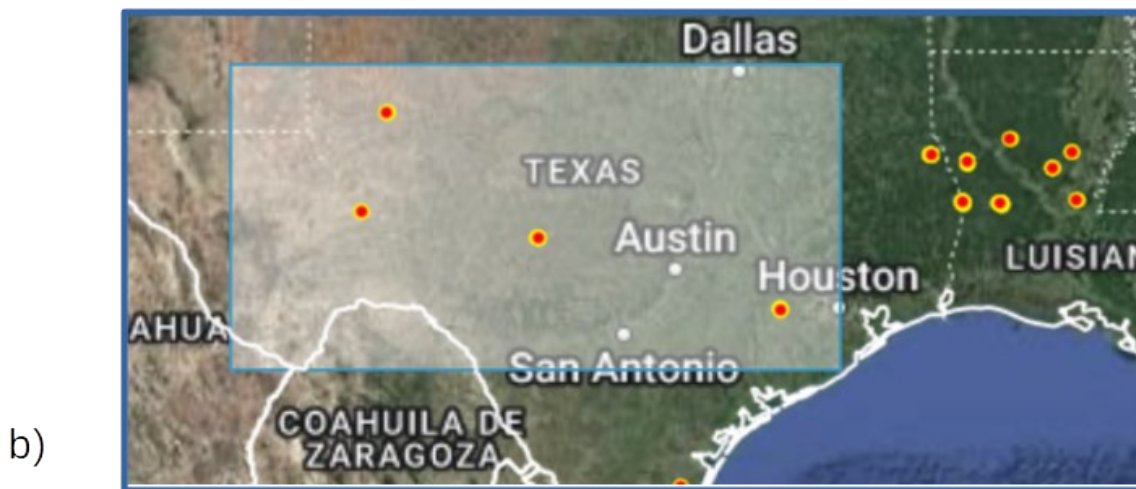 Dallas
TEXAS
Austin
Houston
LUISIAN
AHUA
San Antonio
COAHUILA DE
ZARAGOZA
b)